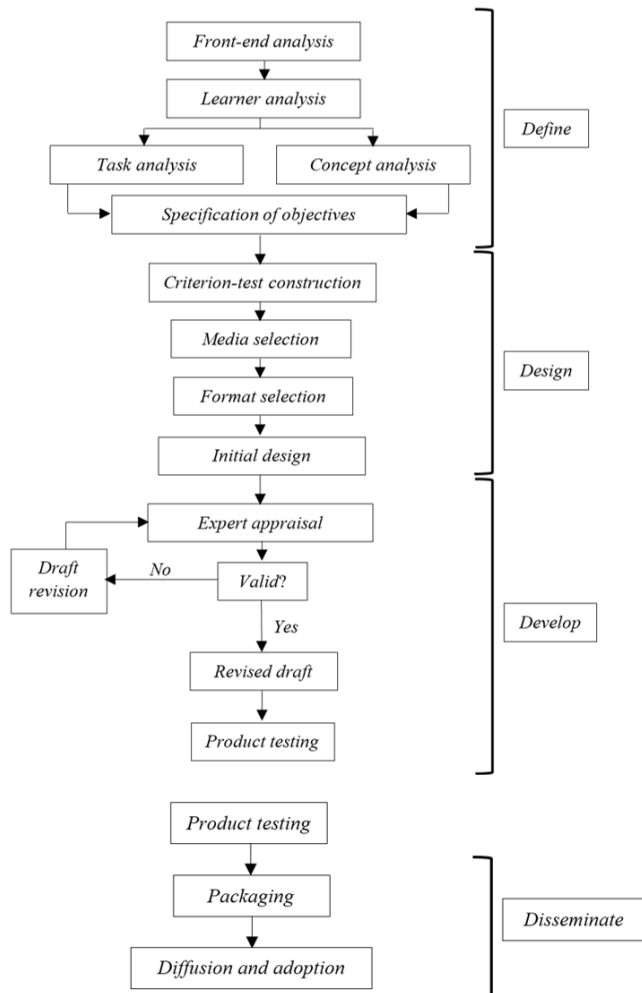 Front-end analysis
Learner analysis
Define
Task analysis
Concept analysis
Specification of objectives
Criterion-test construction
Media selection
Design
Format selection
Initial design
Expert appraisal
Draft
revision
No
Valid?
Develop
Yes
Revised draft
Product testing
Product testing
Packaging
Disseminate
Diffusion and adoption